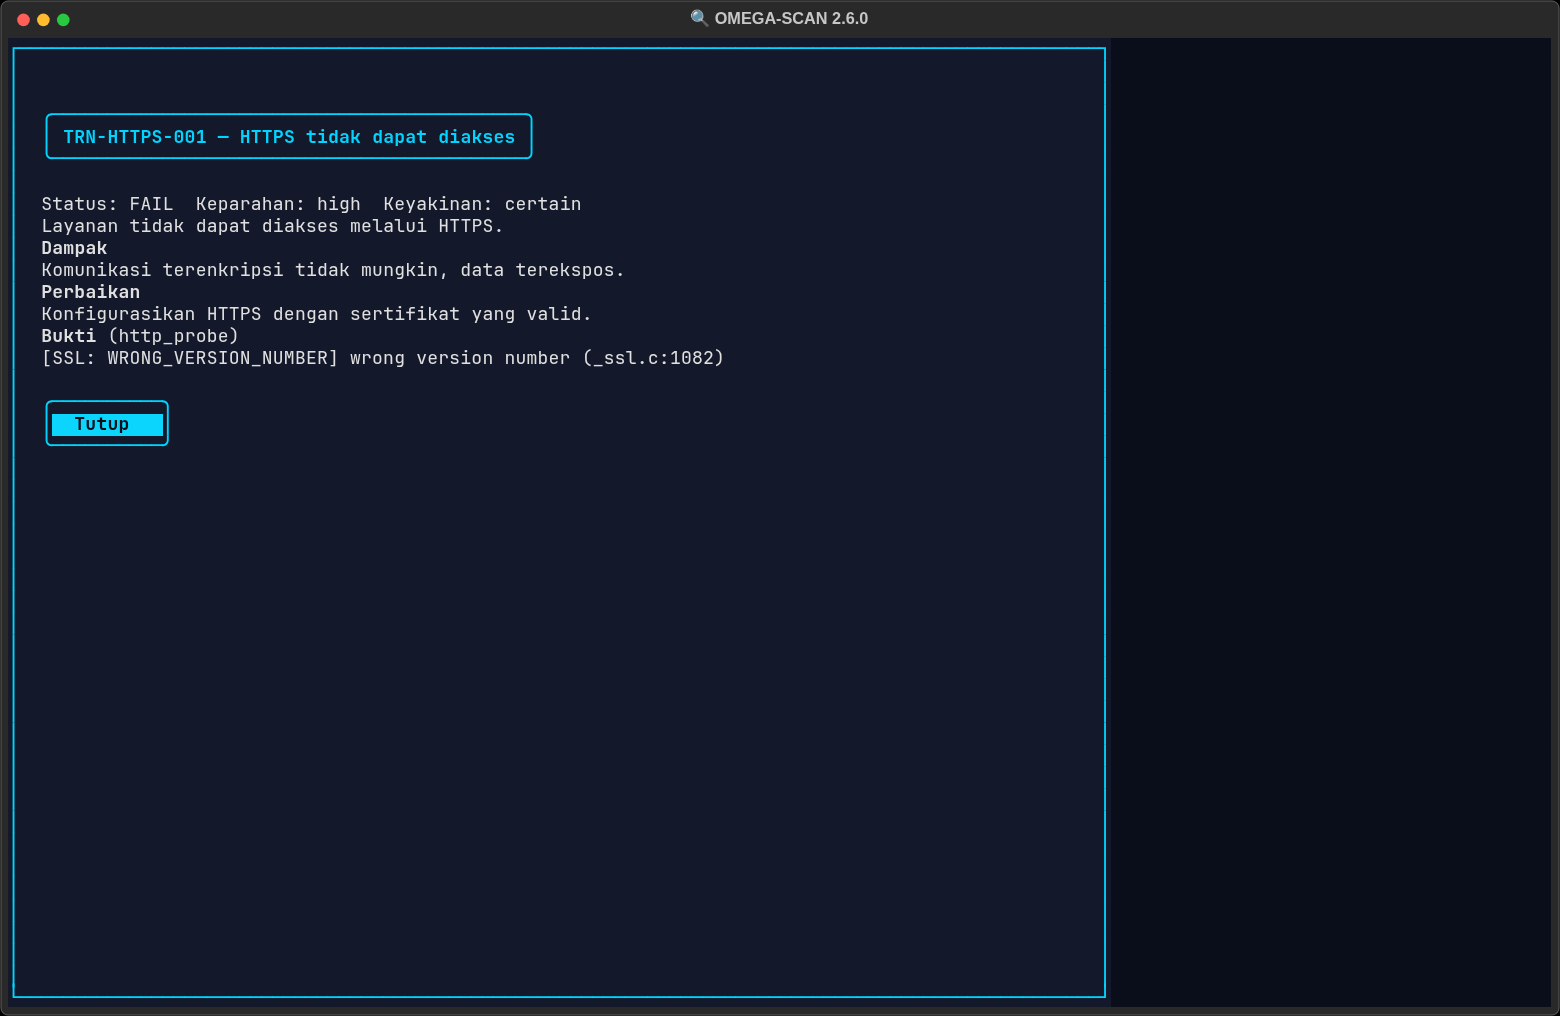 🔍 OMEGA-SCAN 2.6.0
TRN-HTTPS-001 — HTTPS tidak dapat diakses
Status: FAIL  Keparahan: high  Keyakinan: certain
Layanan tidak dapat diakses melalui HTTPS.
Dampak
Komunikasi terenkripsi tidak mungkin, data terekspos.
Perbaikan
Konfigurasikan HTTPS dengan sertifikat yang valid.
Bukti (http_probe)
[SSL: WRONG_VERSION_NUMBER] wrong version number (_ssl.c:1082)
Tutup